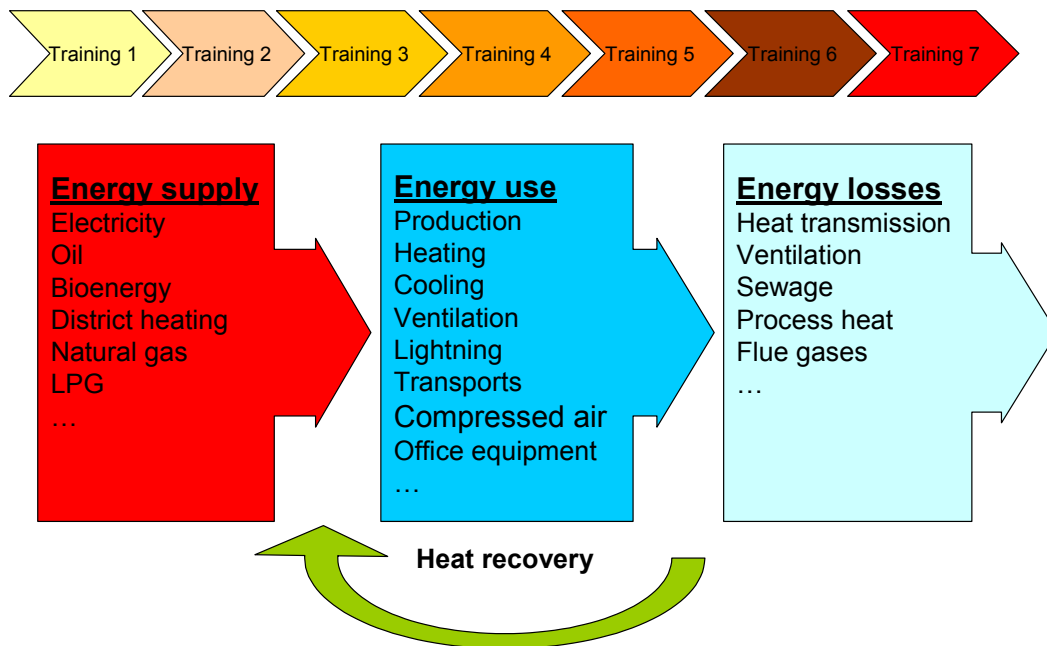 Training 1
Training 2
Training 3
Training 4
Training 5
Training 6
Training 7
Energy supply
Electricity
Oil
Bioenergy
District heating
Natural gas
LPG
…
Energy use
Production
Heating
Cooling
Ventilation
Lightning
Transports
Compressed air
Office equipment
…
Energy losses
Heat transmission
Ventilation
Sewage
Process heat
Flue gases
…
Heat recovery